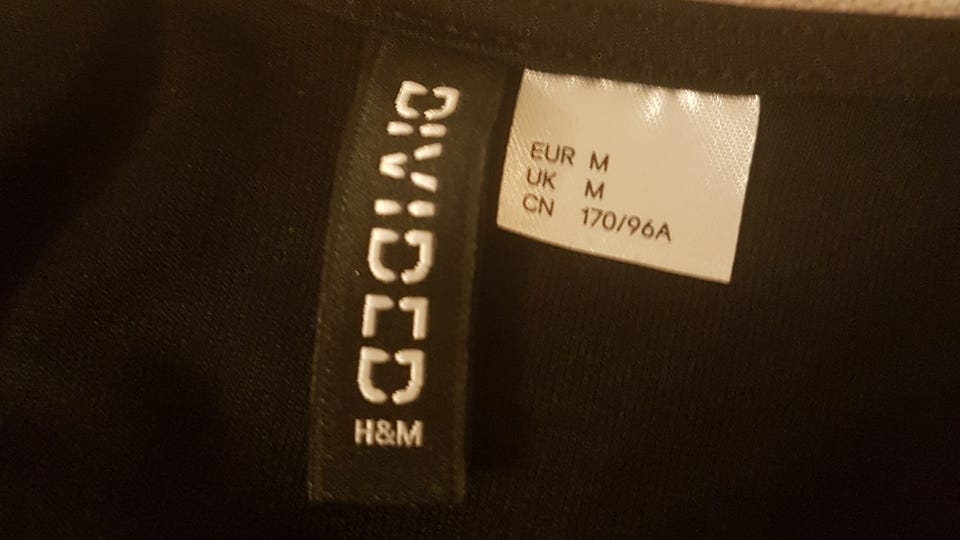 DIVIDED
H&M
EUR M
UK M
CN 170/96A